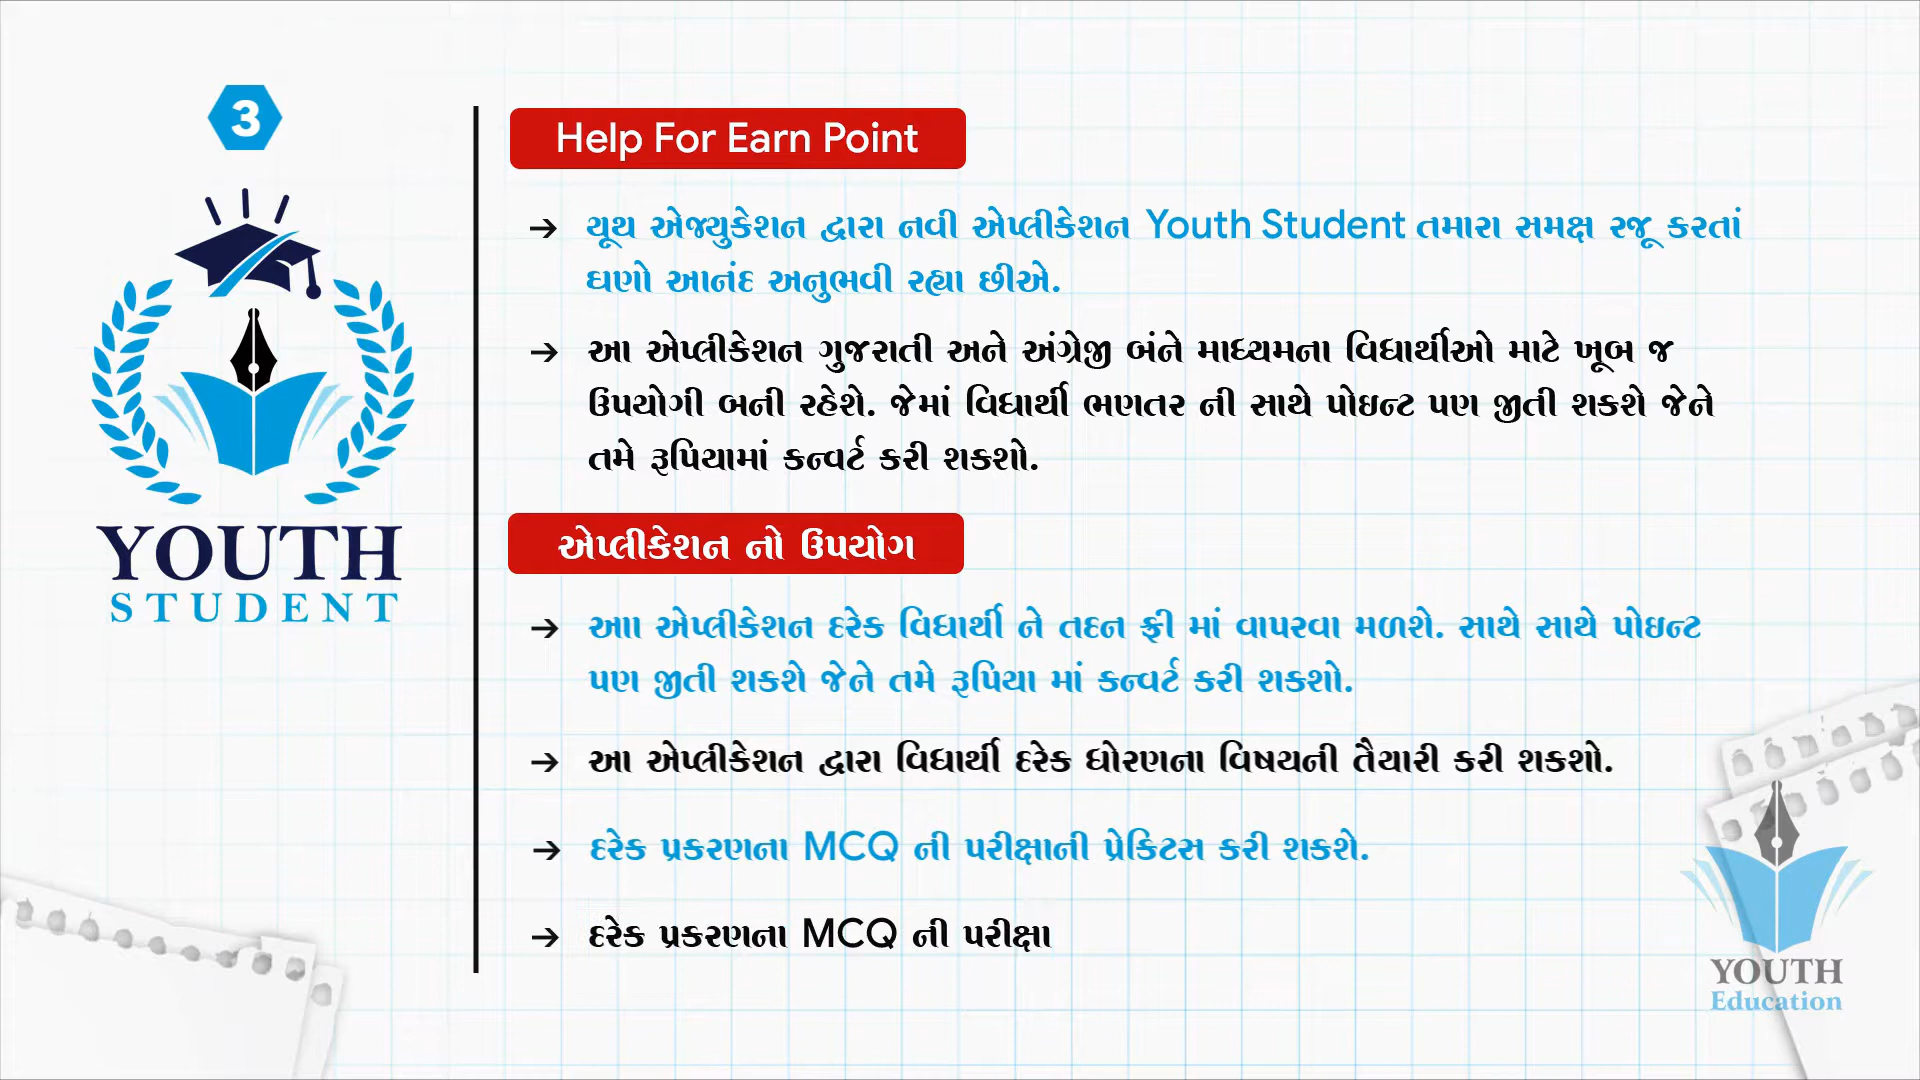 3
YOUTH
STUDENT
Help For Earn Point
➔ યૂથ એજ્યુકેશન દ્વારા નવી એપ્લીકેશન Youth Student તમારા સમક્ષ રજૂ કરતાં
ઘણો આનંદ અનુભવી રહ્યા છીએ.
➔ આ એપ્લીકેશન ગુજરાતી અને અંગ્રેજી બંને માધ્યમના વિધાર્થીઓ માટે ખૂબ જ
ઉપયોગી બની રહેશે. જેમાં વિધાર્થી ભણતર ની સાથે પોઇન્ટ પણ જીતી શકશે જેને
તમે રૂપિયામાં કન્વર્ટ કરી શકશો.
એપ્લીકેશન નો ઉપયોગ
➔ આા એપ્લીકેશન દરેક વિધાર્થી ને તદન ફ્રી માં વાપરવા મળશે. સાથે સાથે પોઇન્ટ
પણ જીતી શકશે જેને તમે રૂપિયા માં કન્વર્ટ કરી શકશો.
➔ આ એપ્લીકેશન દ્વારા વિધાર્થી દરેક ધોરણના વિષયની તૈયારી કરી શકશો.
➔ દરેક પ્રકરણના MCQ ની પરીક્ષાની પ્રેકિટસ કરી શકશે.
➔ દરેક પ્રકરણના MCQ ની પરીક્ષા
YOUTH
Education